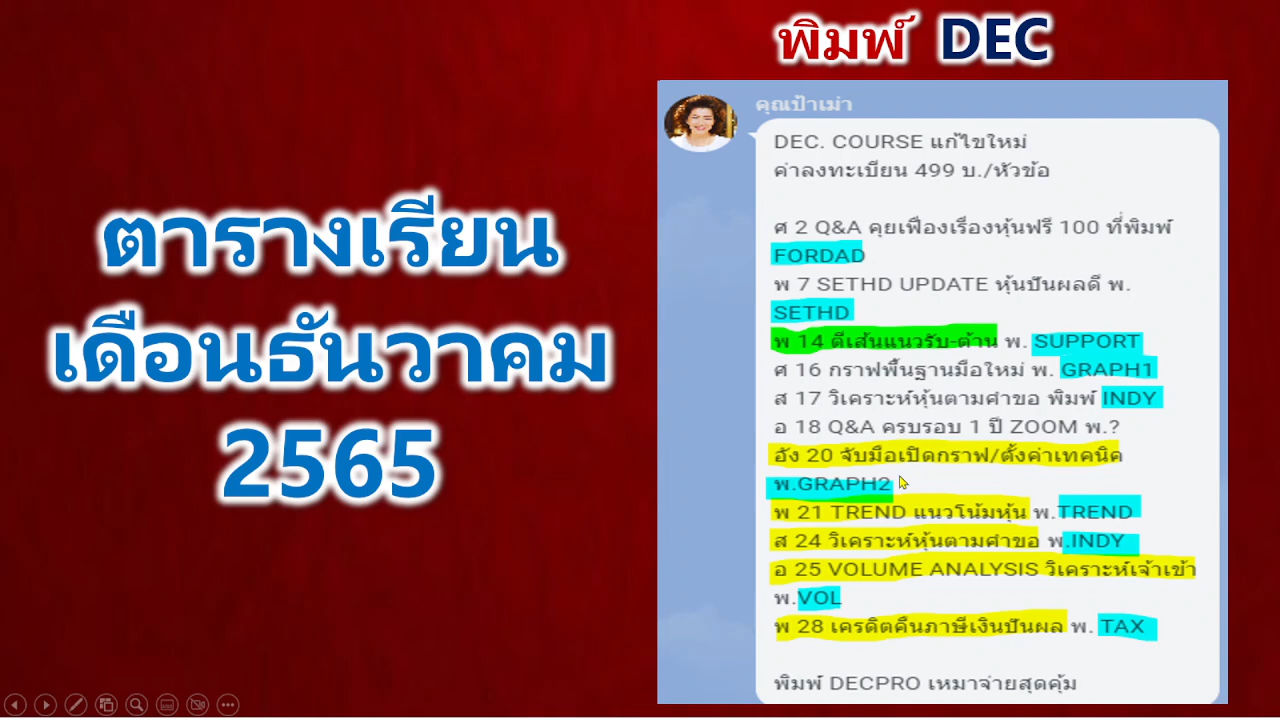 ตารางเรียน
เดือนธันวาคม
2565
พิมพ์ DEC
คุณป้าเม่า
DEC. COURSE แก้ไขใหม่
ค่าลงทะเบียน 499 บ./หัวข้อ
ศ 2 Q&A คุยเฟื่องเรื่องหุ้นฟรี 100 ที่พิมพ์
FORDAD
พ 7 SETHD UPDATE หุ้นปันผลดี พ.
SETHD
พ 14 ตีเส้นแนวรับ-ต้าน พ. SUPPORT
ศ 16 กราฟพื้นฐานมือใหม่ พ. GRAPH1
ส 17 วิเคราะห์หุ้นตามคำขอ พิมพ์ INDY
อ 18 Q&A ครบรอบ 1 ปี ZOOM พ.?
อัง 20 จับมือเปิดกราฟ/ตั้งค่าเทคนิค
พ.GRAPH2
พ 21 TREND แนวโน้มหุ้น พ.TREND
ส 24 วิเคราะห์หุ้นตามคำขอ พ.INDY
อ 25 VOLUME ANALYSIS วิเคราะห์เจ้าเข้า
พ.VOL
พ 28 เครดิตคืนภาษีเงินปันผล พ. TAX
พิมพ์ DECPRO เหมาจ่ายสุดคุ้ม